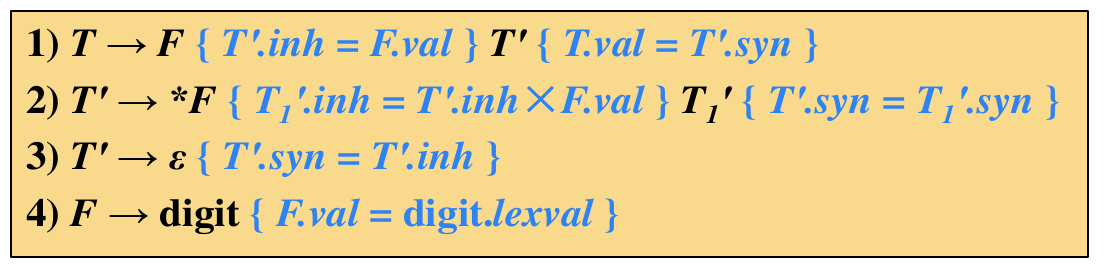 1) T → F { T′.inh = F.val } T′ { T.val = T′.syn }
2) T′ → *F { T₁′.inh = T′.inh×F.val } T₁′ { T′.syn = T₁′.syn }
3) T′ → ε { T′.syn = T′.inh }
4) F → digit { F.val = digit.lexval }